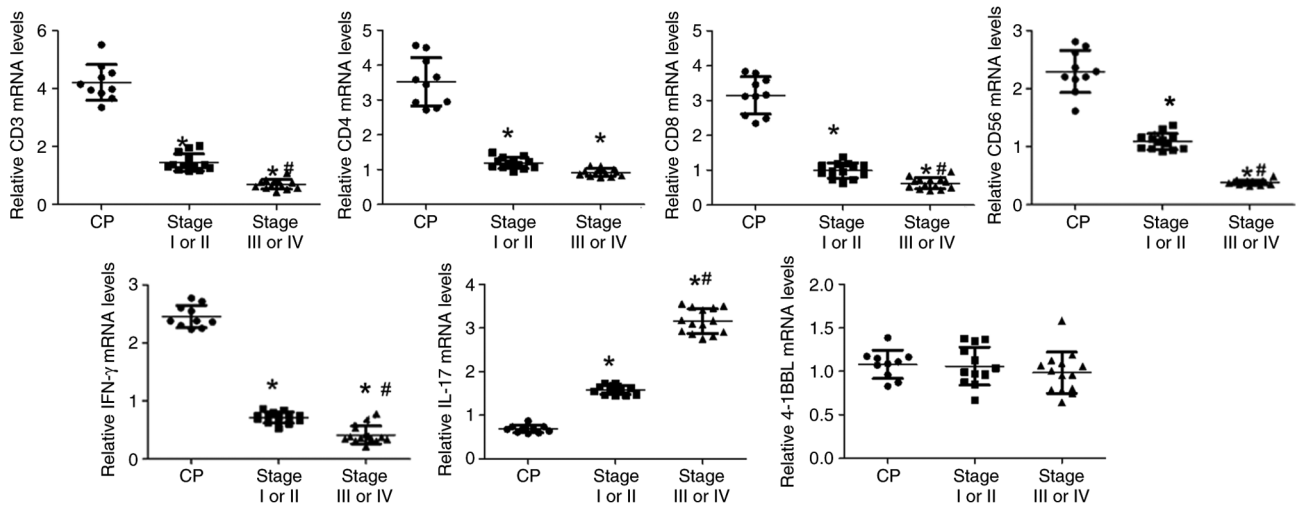 Relative CD3 mRNA levels
6
4
2
0
*
*#
CP
Stage
I or II
Stage
III or IV
Relative CD4 mRNA levels
5
4
3
2
1
0
*
*
CP
Stage
I or II
Stage
III or IV
Relative CD8 mRNA levels
5
4
3
2
1
0
*
*#
CP
Stage
I or II
Stage
III or IV
Relative CD56 mRNA levels
3
2
1
0
*
*#
CP
Stage
I or II
Stage
III or IV
Relative IFN-γ mRNA levels
3
2
1
0
*
* #
CP
Stage
I or II
Stage
III or IV
Relative IL-17 mRNA levels
4
3
2
1
0
*
*#
CP
Stage
I or II
Stage
III or IV
Relative 4-1BBL mRNA levels
2.0
1.5
1.0
0.5
0.0
CP
Stage
I or II
Stage
III or IV